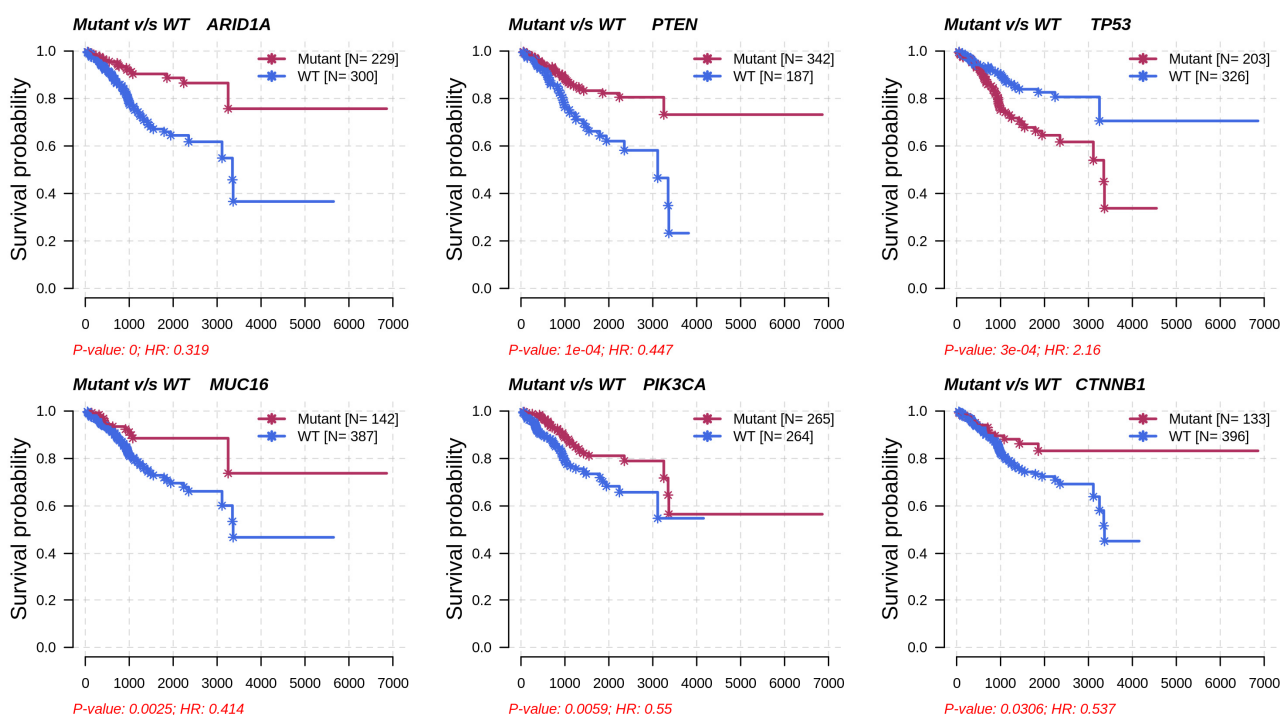 Mutant v/s WT ARID1A
Mutant [N= 229]
WT [N= 300]
Survival probability
1.0
0.8
0.6
0.4
0.2
0.0
0 1000 2000 3000 4000 5000 6000 7000
P-value: 0; HR: 0.319
Mutant v/s WT PTEN
Mutant [N= 342]
WT [N= 187]
Survival probability
1.0
0.8
0.6
0.4
0.2
0.0
0 1000 2000 3000 4000 5000 6000 7000
P-value: 1e-04; HR: 0.447
Mutant v/s WT TP53
Mutant [N= 203]
WT [N= 326]
Survival probability
1.0
0.8
0.6
0.4
0.2
0.0
0 1000 2000 3000 4000 5000 6000 7000
P-value: 3e-04; HR: 2.16
Mutant v/s WT MUC16
Mutant [N= 142]
WT [N= 387]
Survival probability
1.0
0.8
0.6
0.4
0.2
0.0
0 1000 2000 3000 4000 5000 6000 7000
P-value: 0.0025; HR: 0.414
Mutant v/s WT PIK3CA
Mutant [N= 265]
WT [N= 264]
Survival probability
1.0
0.8
0.6
0.4
0.2
0.0
0 1000 2000 3000 4000 5000 6000 7000
P-value: 0.0059; HR: 0.55
Mutant v/s WT CTNNB1
Mutant [N= 133]
WT [N= 396]
Survival probability
1.0
0.8
0.6
0.4
0.2
0.0
0 1000 2000 3000 4000 5000 6000 7000
P-value: 0.0306; HR: 0.537